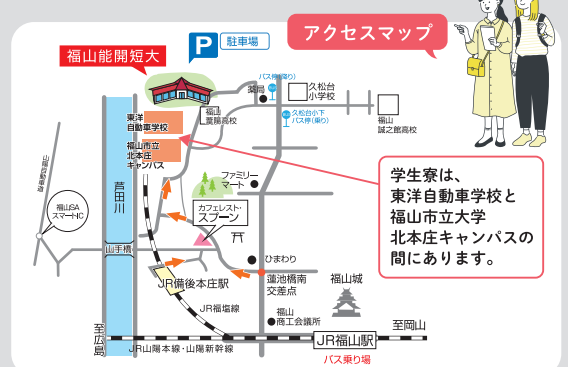 アクセスマップ
P
駐車場
福山能開短大
バス停(降り)
薬局
久松台
小学校
福山
葦陽高校
久松台小下
バス停(乗り)
福山
誠之館高校
東洋
自動車学校
福山市立
北本庄
キャンパス
芦田川
山陽自動車道
福山SA
スマートIC
ファミリー
マート
カフェレスト・
スプーン
山手橋
学生寮は、
東洋自動車学校と
福山市立大学
北本庄キャンパスの
間にあります。
ひまわり
JR備後本庄駅
蓮池橋南
交差点
福山城
JR福塩線
福山
商工会議所
至広島
至岡山
JR福山駅
JR山陽本線・山陽新幹線
バス乗り場